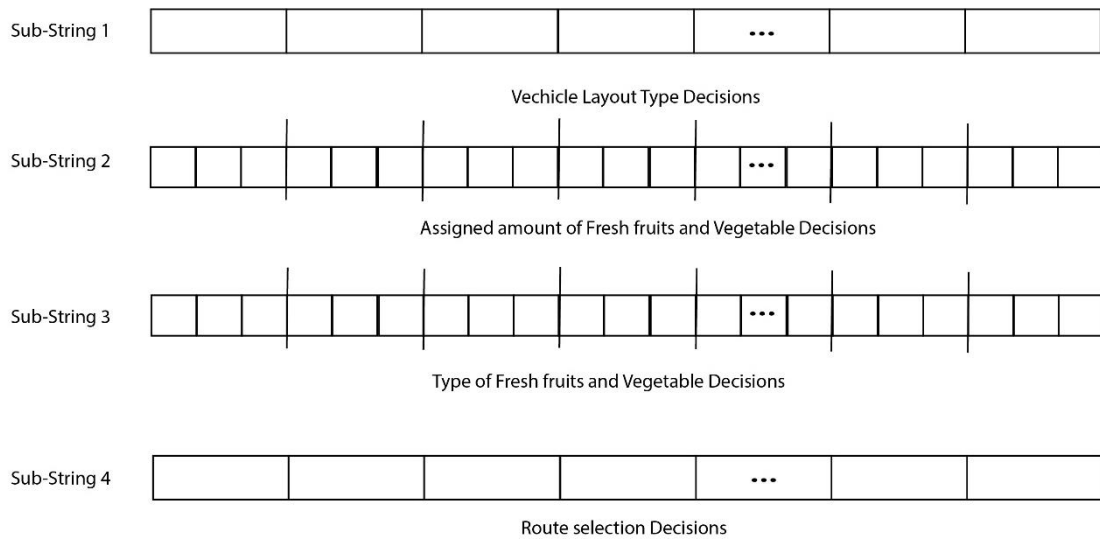 Sub-String 1
...
Vechicle Layout Type Decisions
Sub-String 2
...
Assigned amount of Fresh fruits and Vegetable Decisions
Sub-String 3
...
Type of Fresh fruits and Vegetable Decisions
Sub-String 4
...
Route selection Decisions